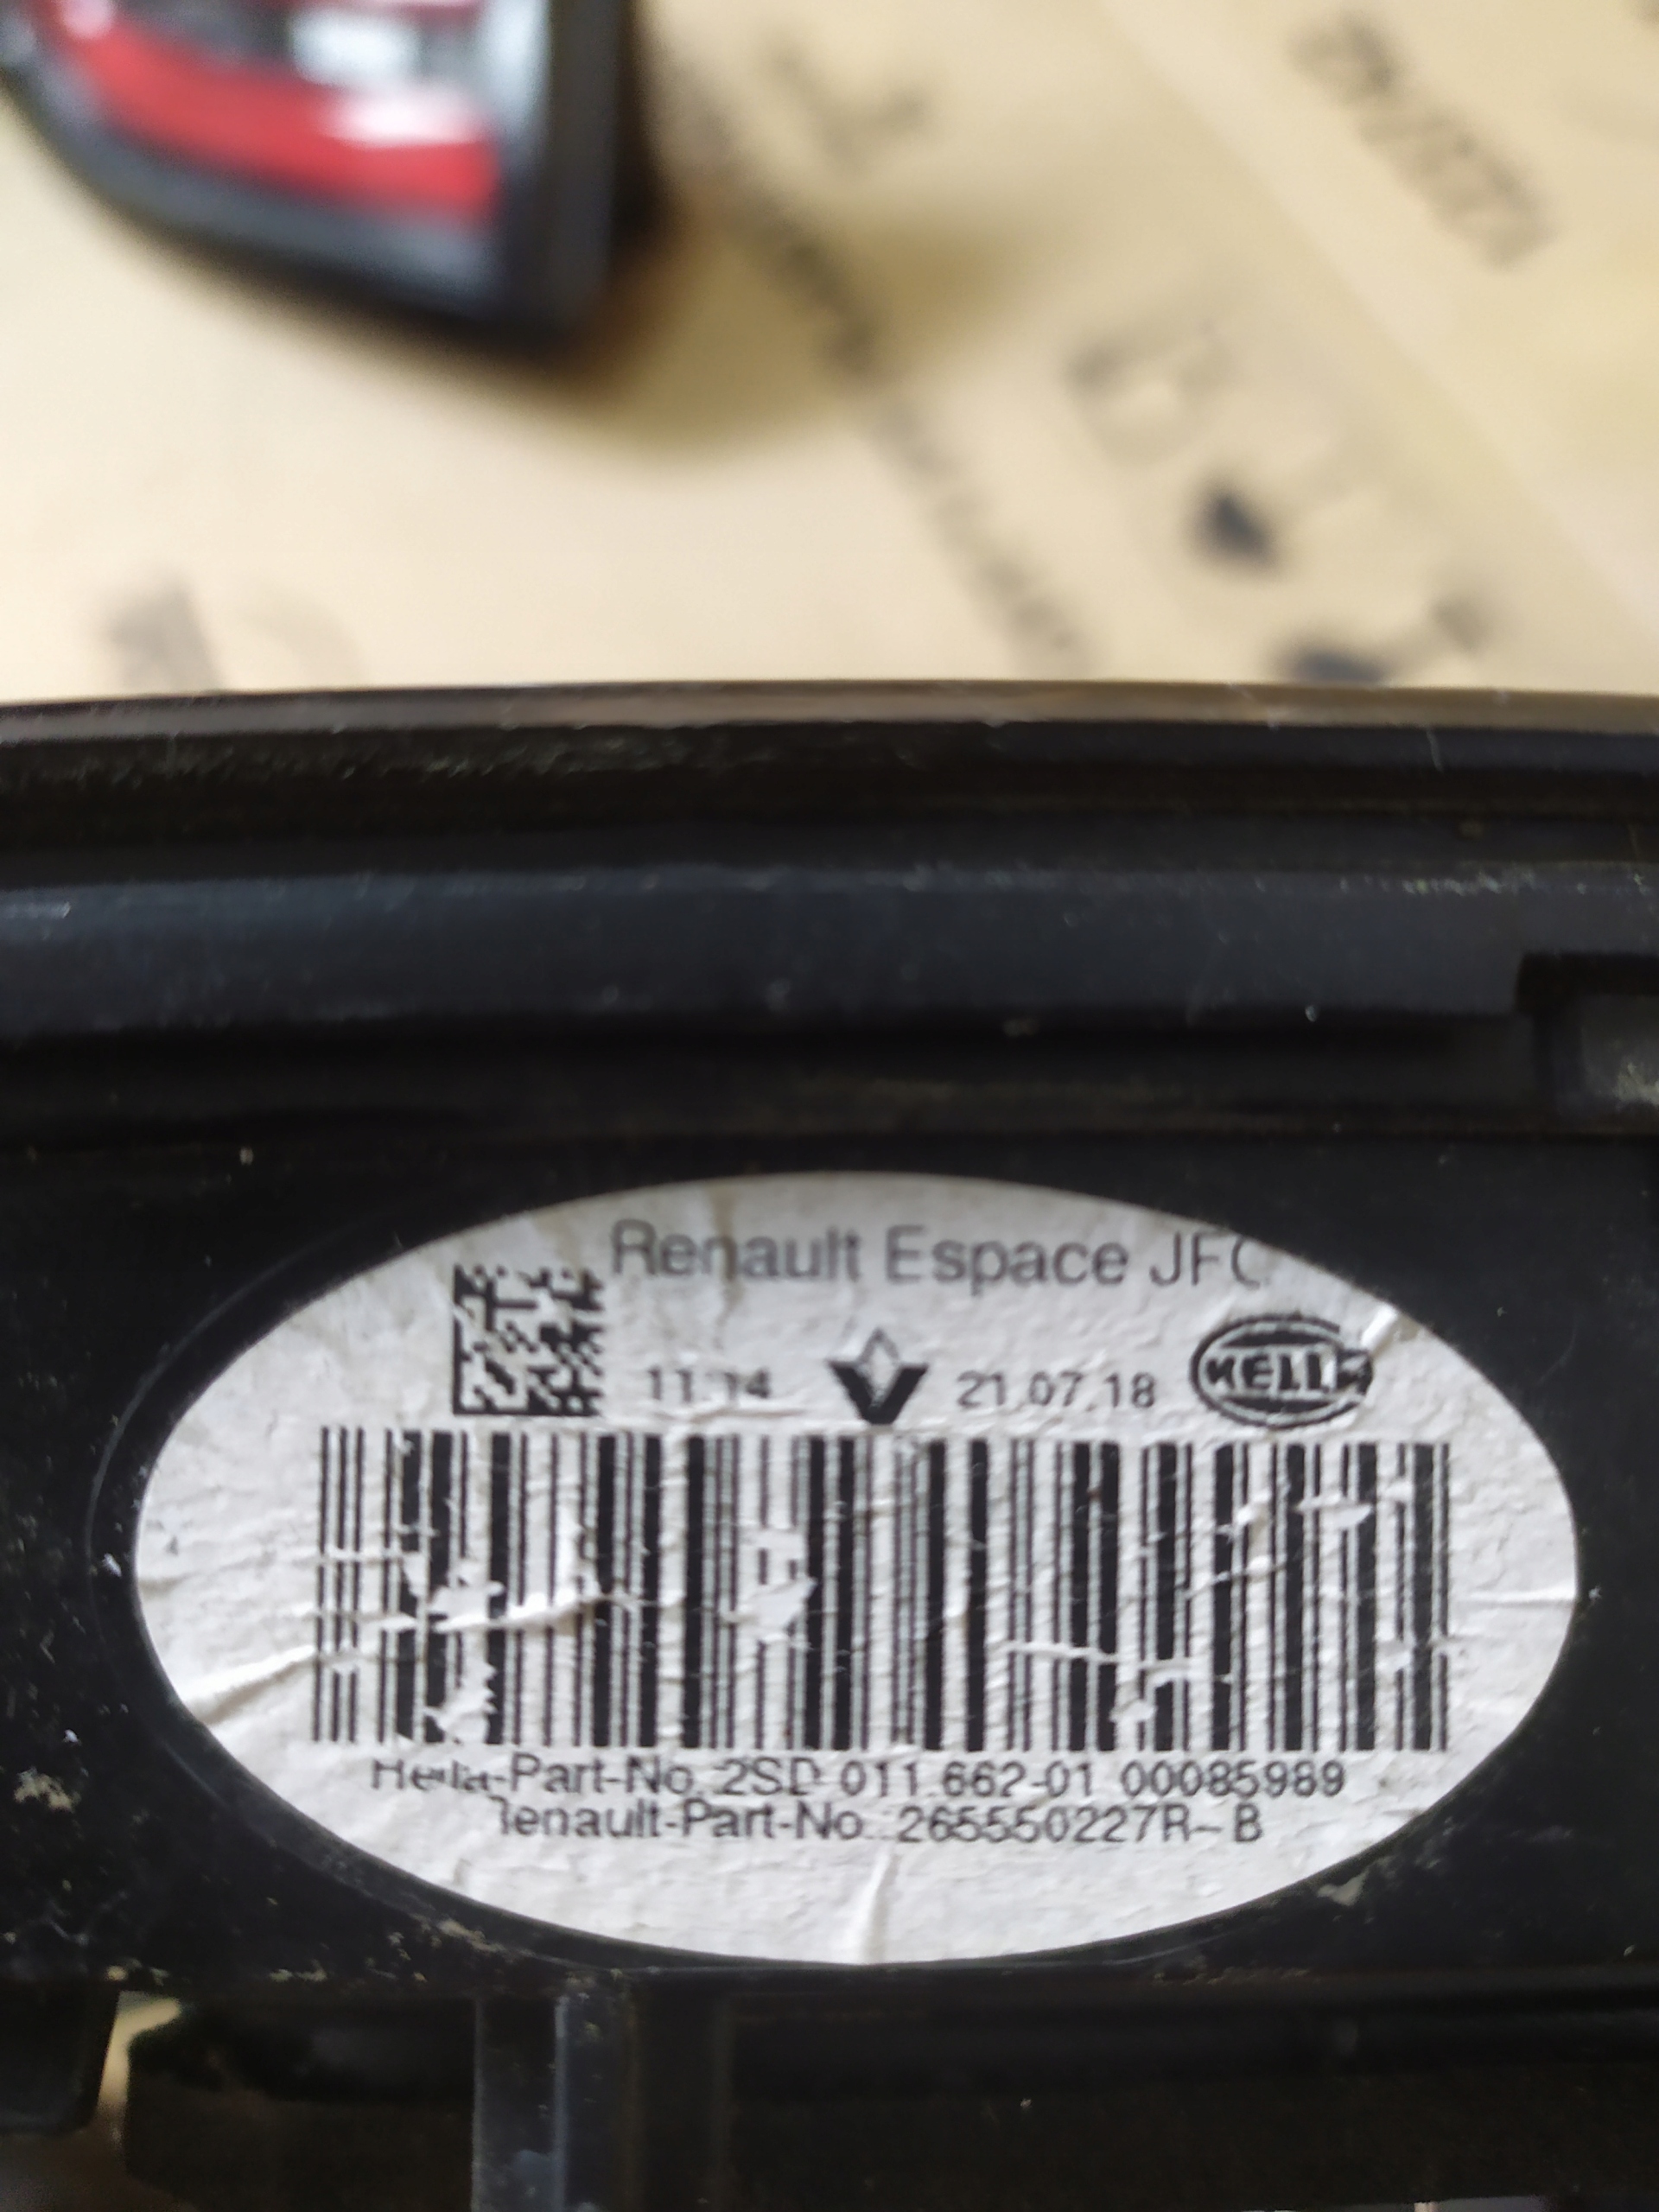 Renault Espace JFC
11:14 21.07.18 HELLA
Hella-Part-No. 2SD 011.662-01 00085989
Renault-Part-No.: 265550227R-B